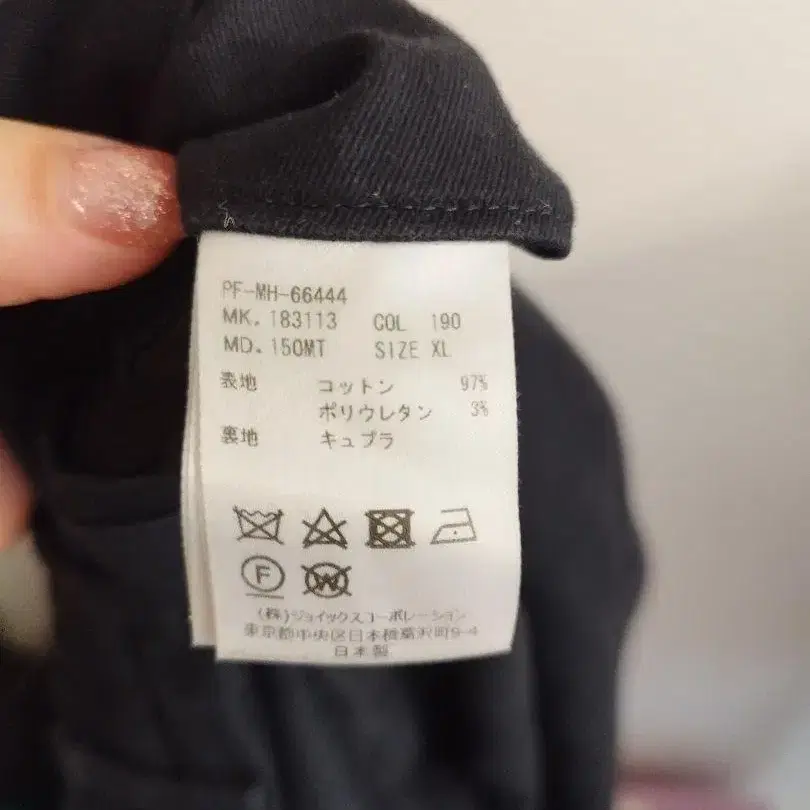 PF-MH-66444
MK. 183113 COL 190
MD. 150MT SIZE XL
表地 コットン 97%
ポリウレタン 3%
裏地 キュプラ
F
W
(株)ジョイックスコーポレーション
東京都中央区日本橋富沢町9-4
日本製